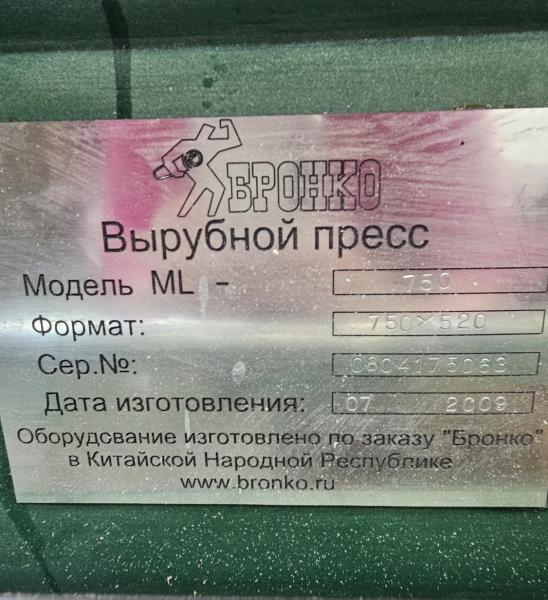 БРОНКО
Вырубной пресс
Модель ML - 750
Формат: 750×520
Сер.№: 0804175063
Дата изготовления: 07 2009
Оборудование изготовлено по заказу "Бронко"
в Китайской Народной Республике
www.bronko.ru